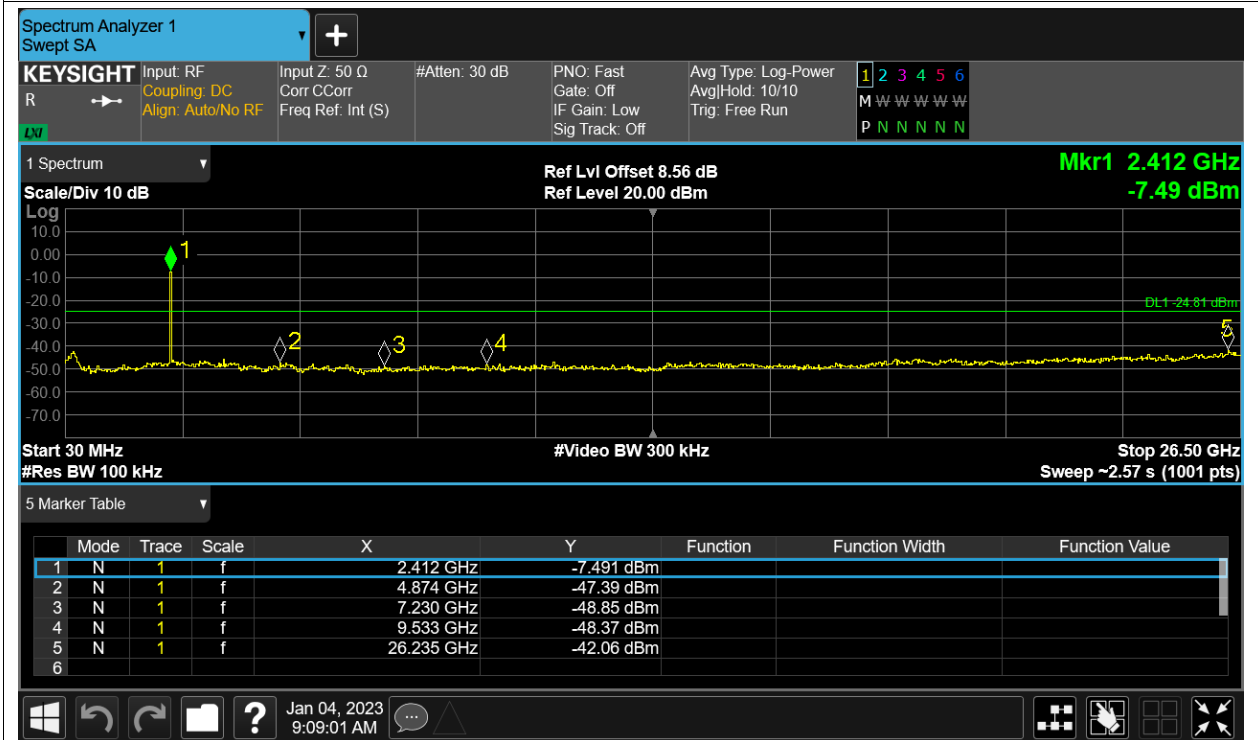 Spectrum Analyzer 1
Swept SA
+
KEYSIGHT Input: RF Input Z: 50 Ω #Atten: 30 dB PNO: Fast Avg Type: Log-Power 1 2 3 4 5 6
R Coupling: DC Corr CCorr Gate: Off Avg|Hold: 10/10 M W W W W W
Align: Auto/No RF Freq Ref: Int (S) IF Gain: Low Trig: Free Run
LXI Sig Track: Off P N N N N N
1 Spectrum Ref Lvl Offset 8.56 dB Mkr1 2.412 GHz
Scale/Div 10 dB Ref Level 20.00 dBm -7.49 dBm
Log
10.0
0.00 1
-10.0
-20.0 DL1 -24.81 dBm
-30.0
-40.0 2 3 4 5
-50.0
-60.0
-70.0
Start 30 MHz #Video BW 300 kHz Stop 26.50 GHz
#Res BW 100 kHz Sweep ~2.57 s (1001 pts)
5 Marker Table
Mode Trace Scale X Y Function Function Width Function Value
1 N 1 f 2.412 GHz -7.491 dBm
2 N 1 f 4.874 GHz -47.39 dBm
3 N 1 f 7.230 GHz -48.85 dBm
4 N 1 f 9.533 GHz -48.37 dBm
5 N 1 f 26.235 GHz -42.06 dBm
6
? Jan 04, 2023
9:09:01 AM